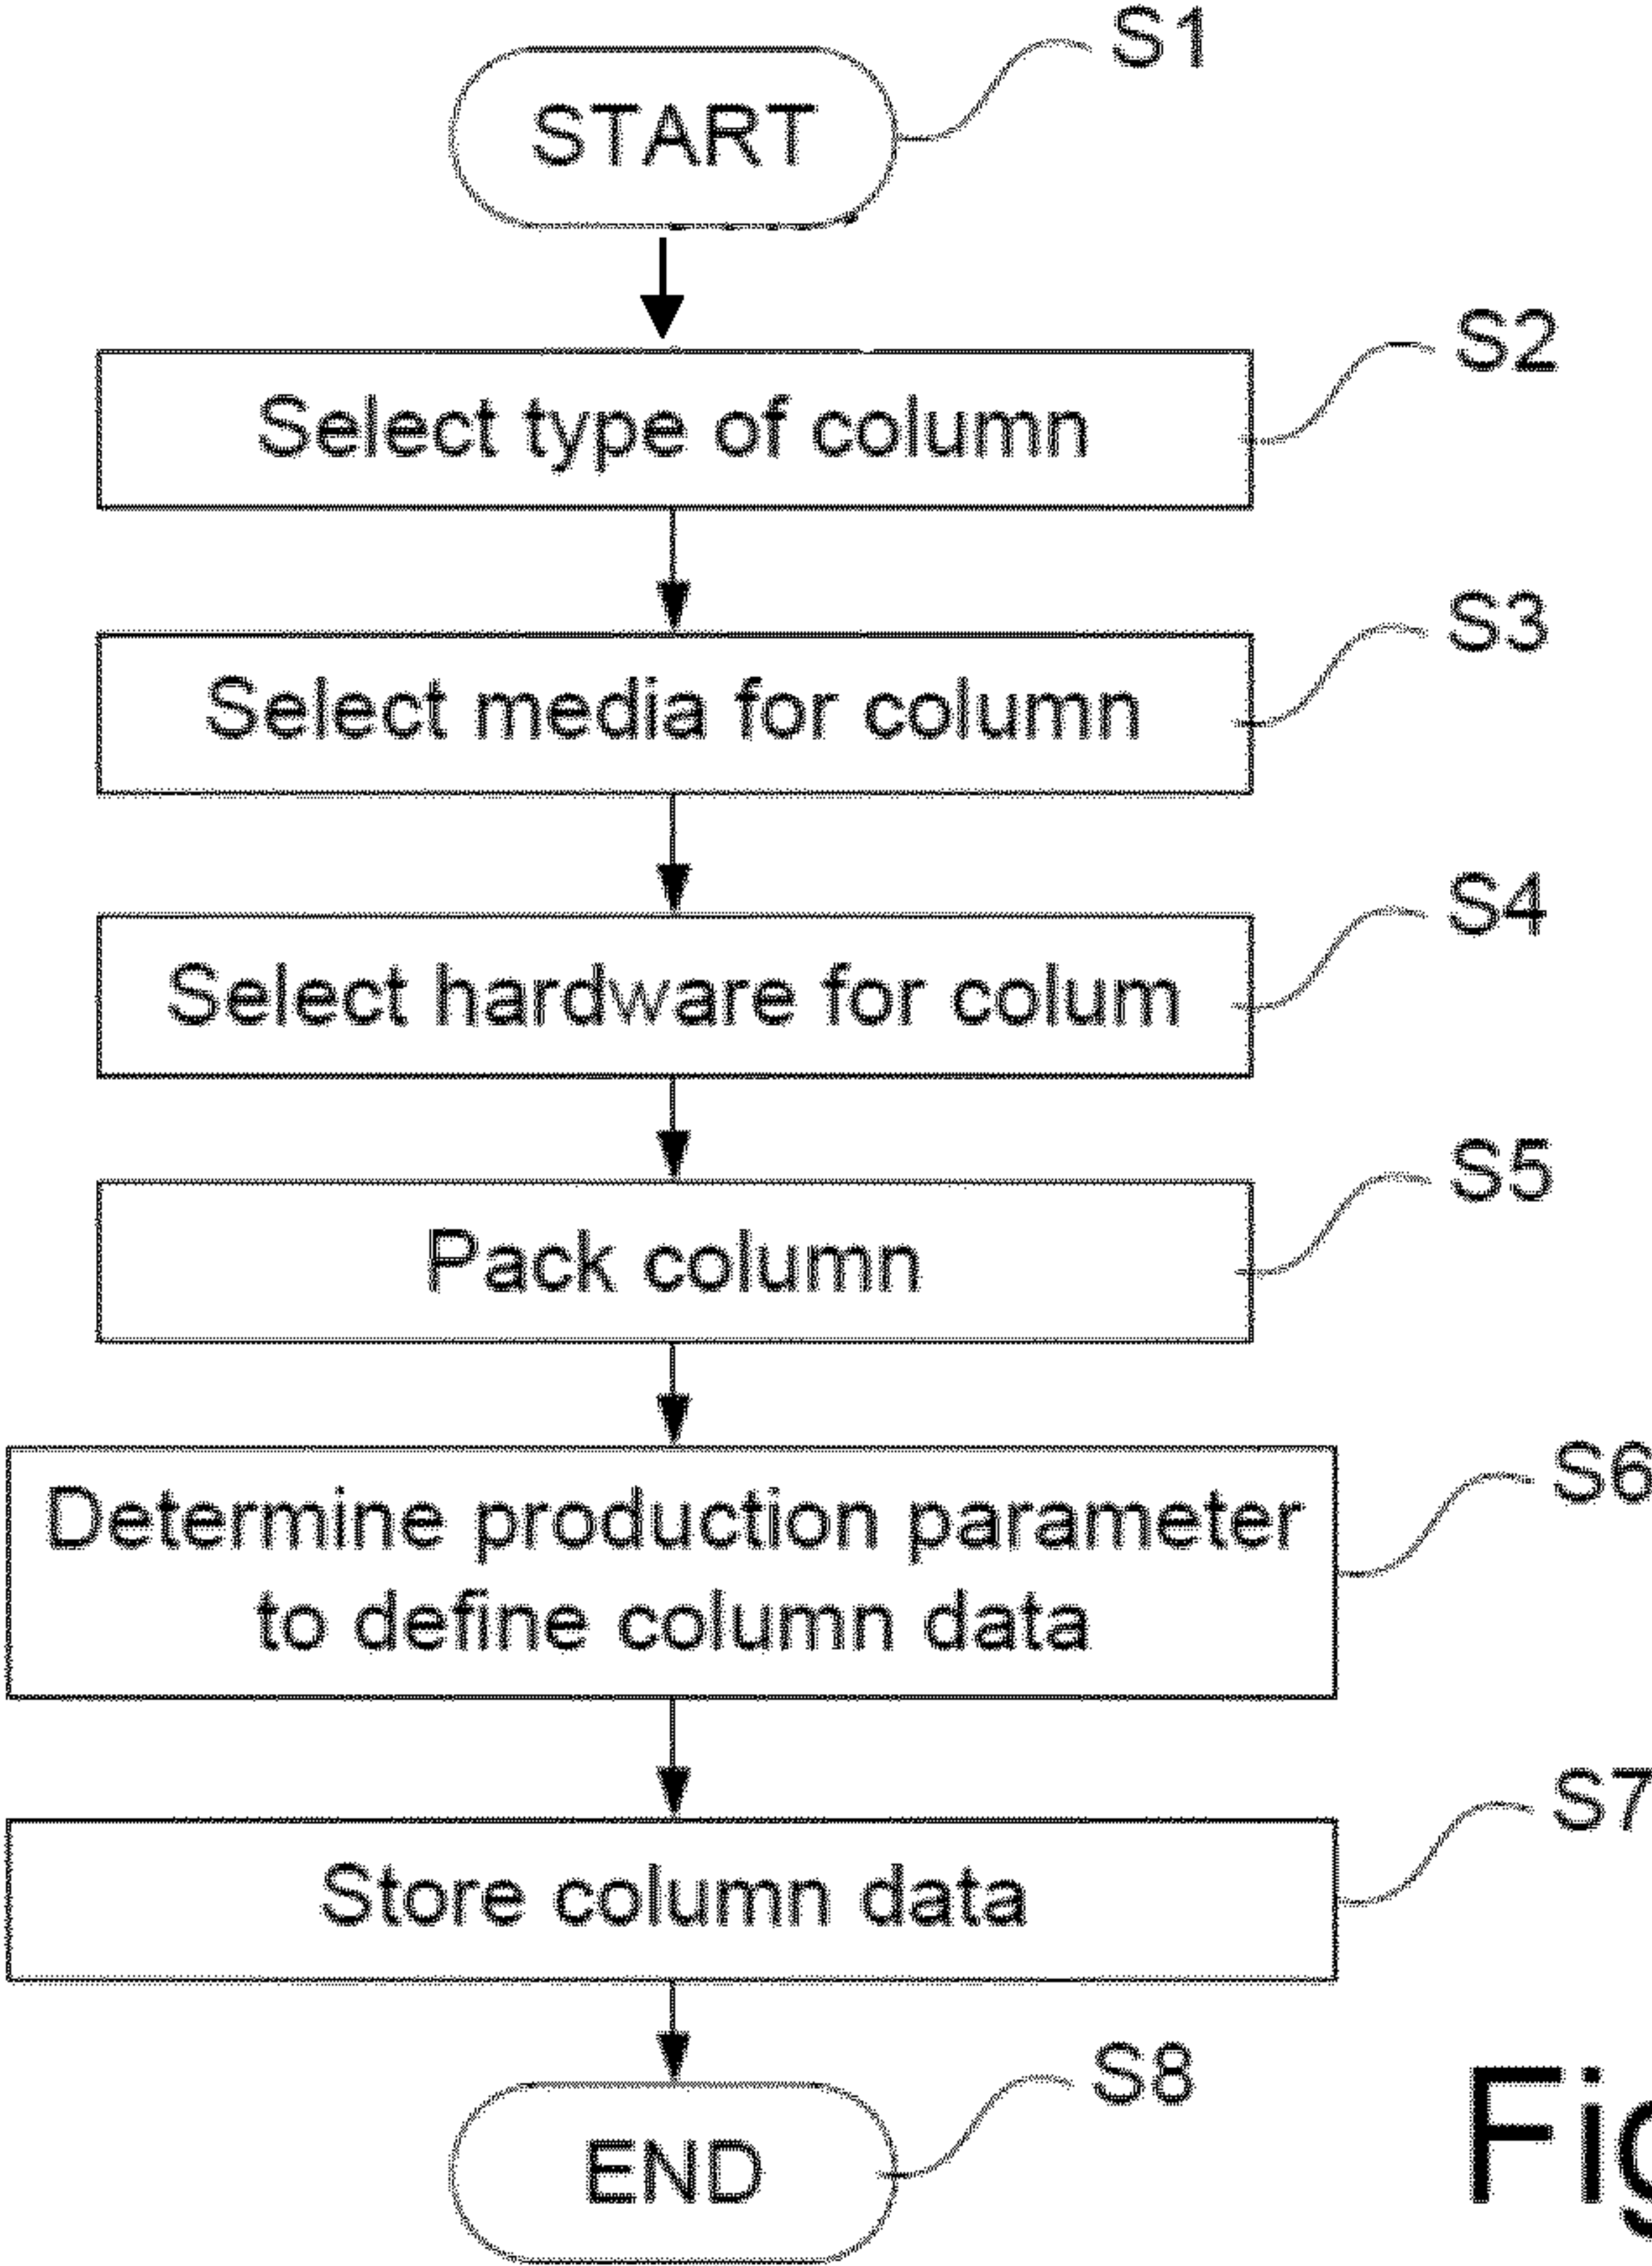 START
S1
Select type of column
S2
Select media for column
S3
Select hardware for colum
S4
Pack column
S5
Determine production parameter
to define column data
S6
Store column data
S7
END
S8